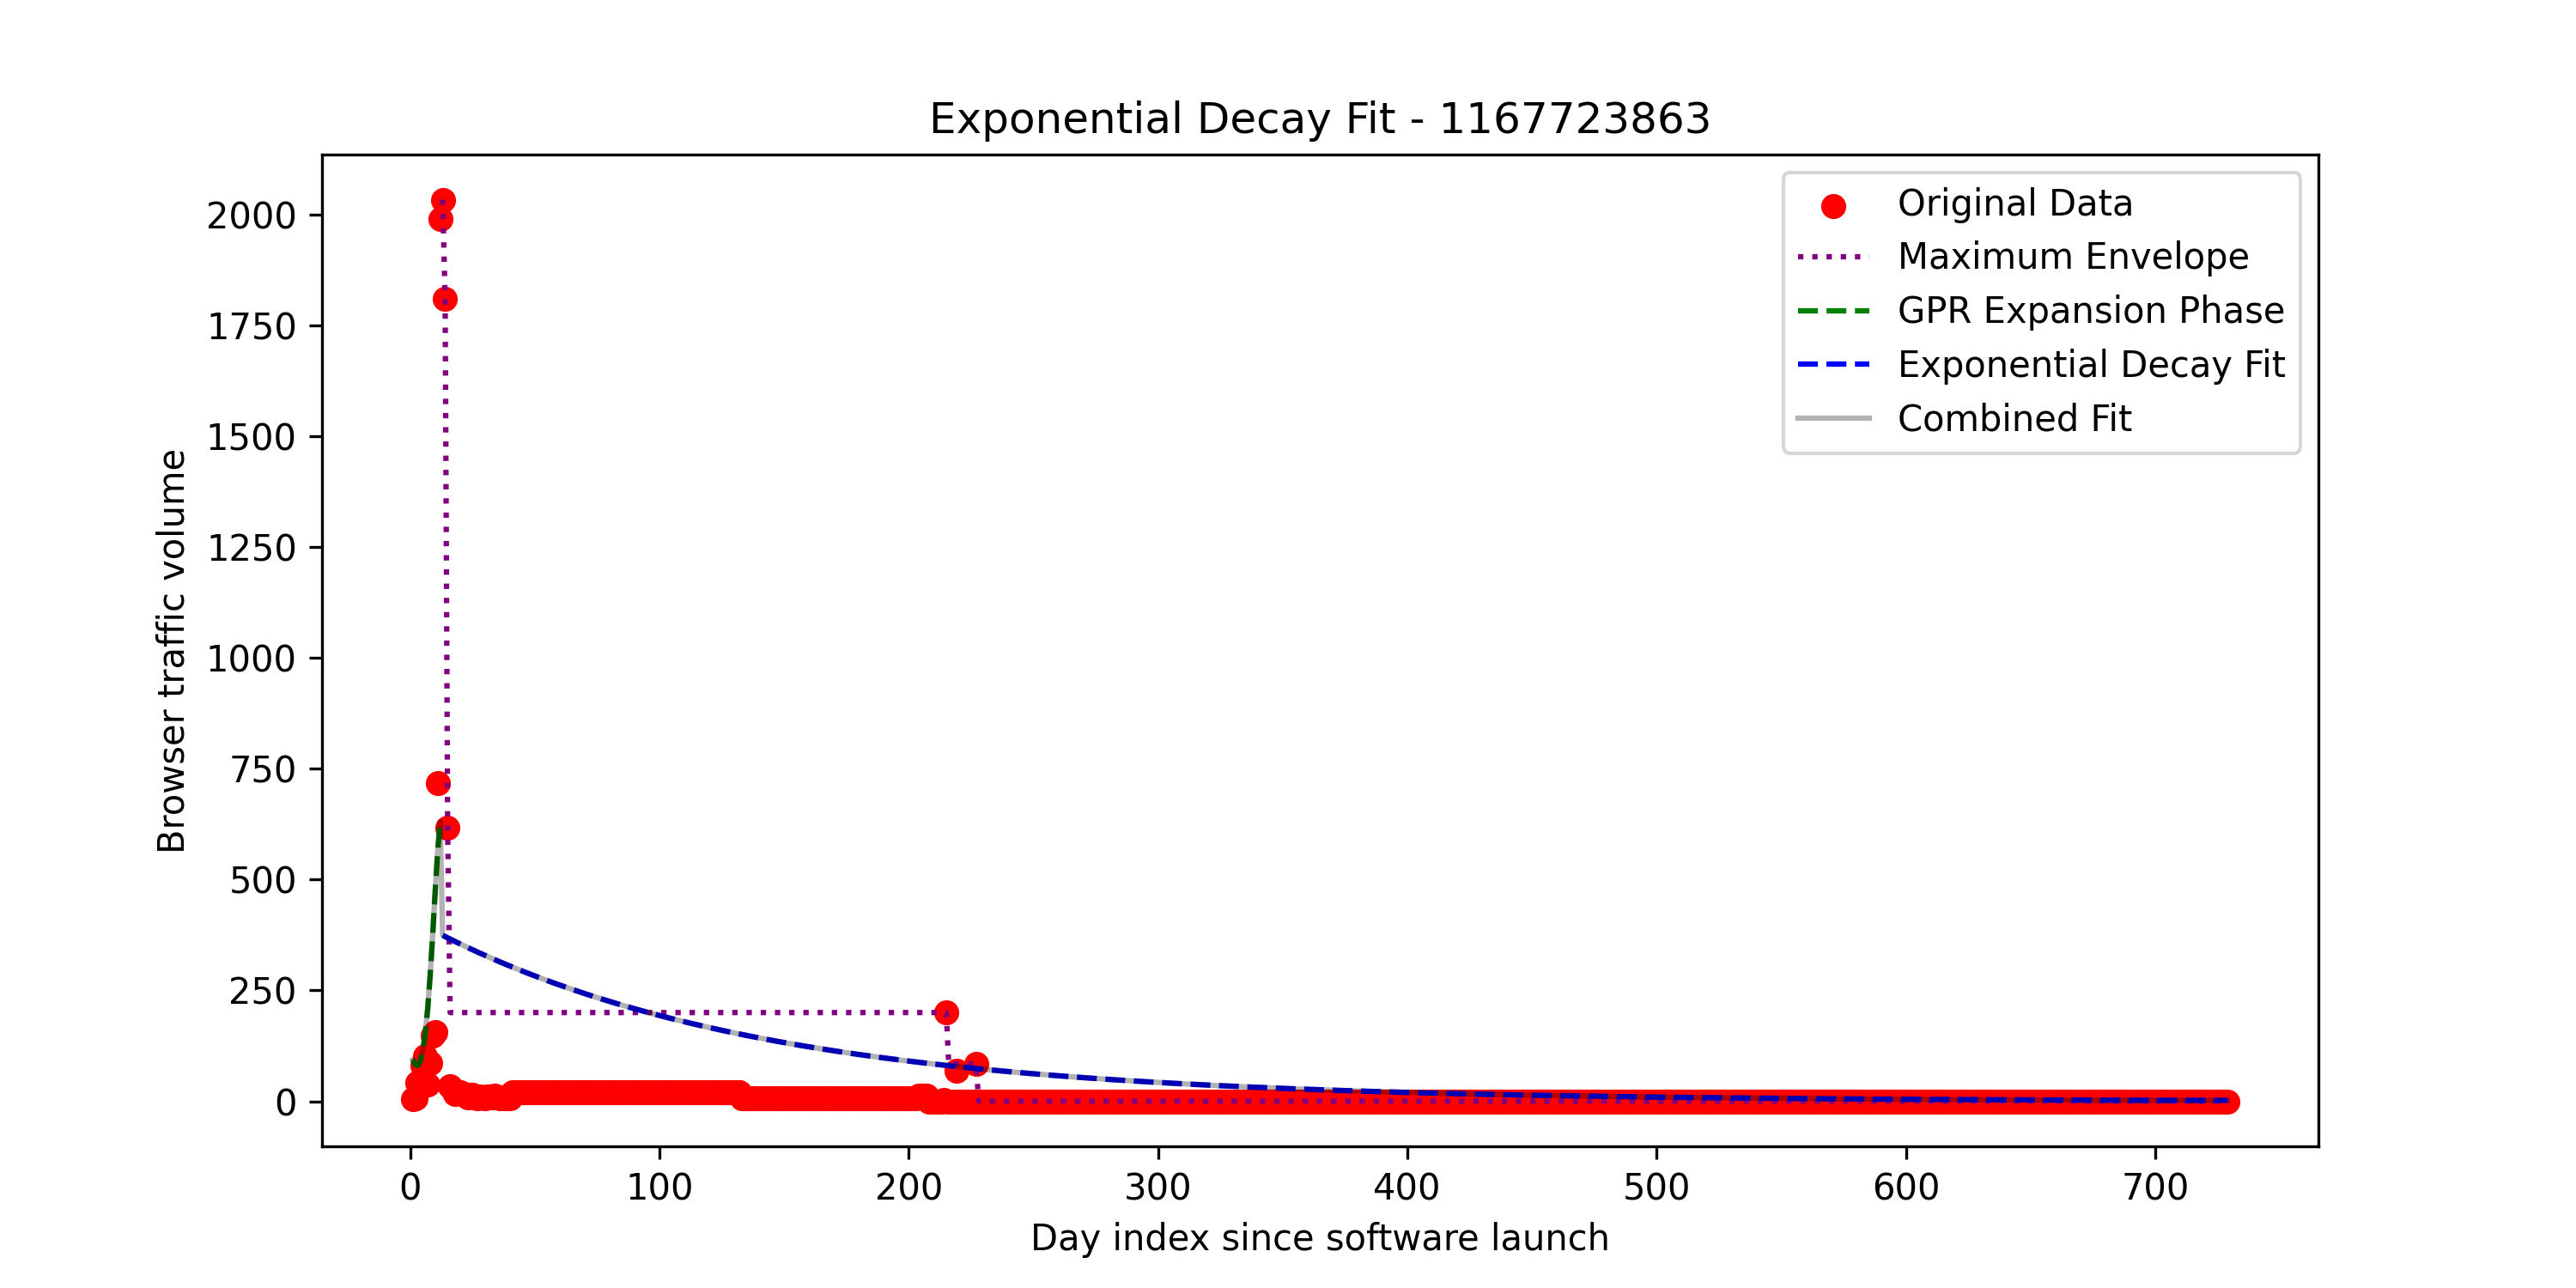 Exponential Decay Fit - 1167723863
Original Data
Maximum Envelope
GPR Expansion Phase
Exponential Decay Fit
Combined Fit
Browser traffic volume
2000
1750
1500
1250
1000
750
500
250
0
0 100 200 300 400 500 600 700
Day index since software launch